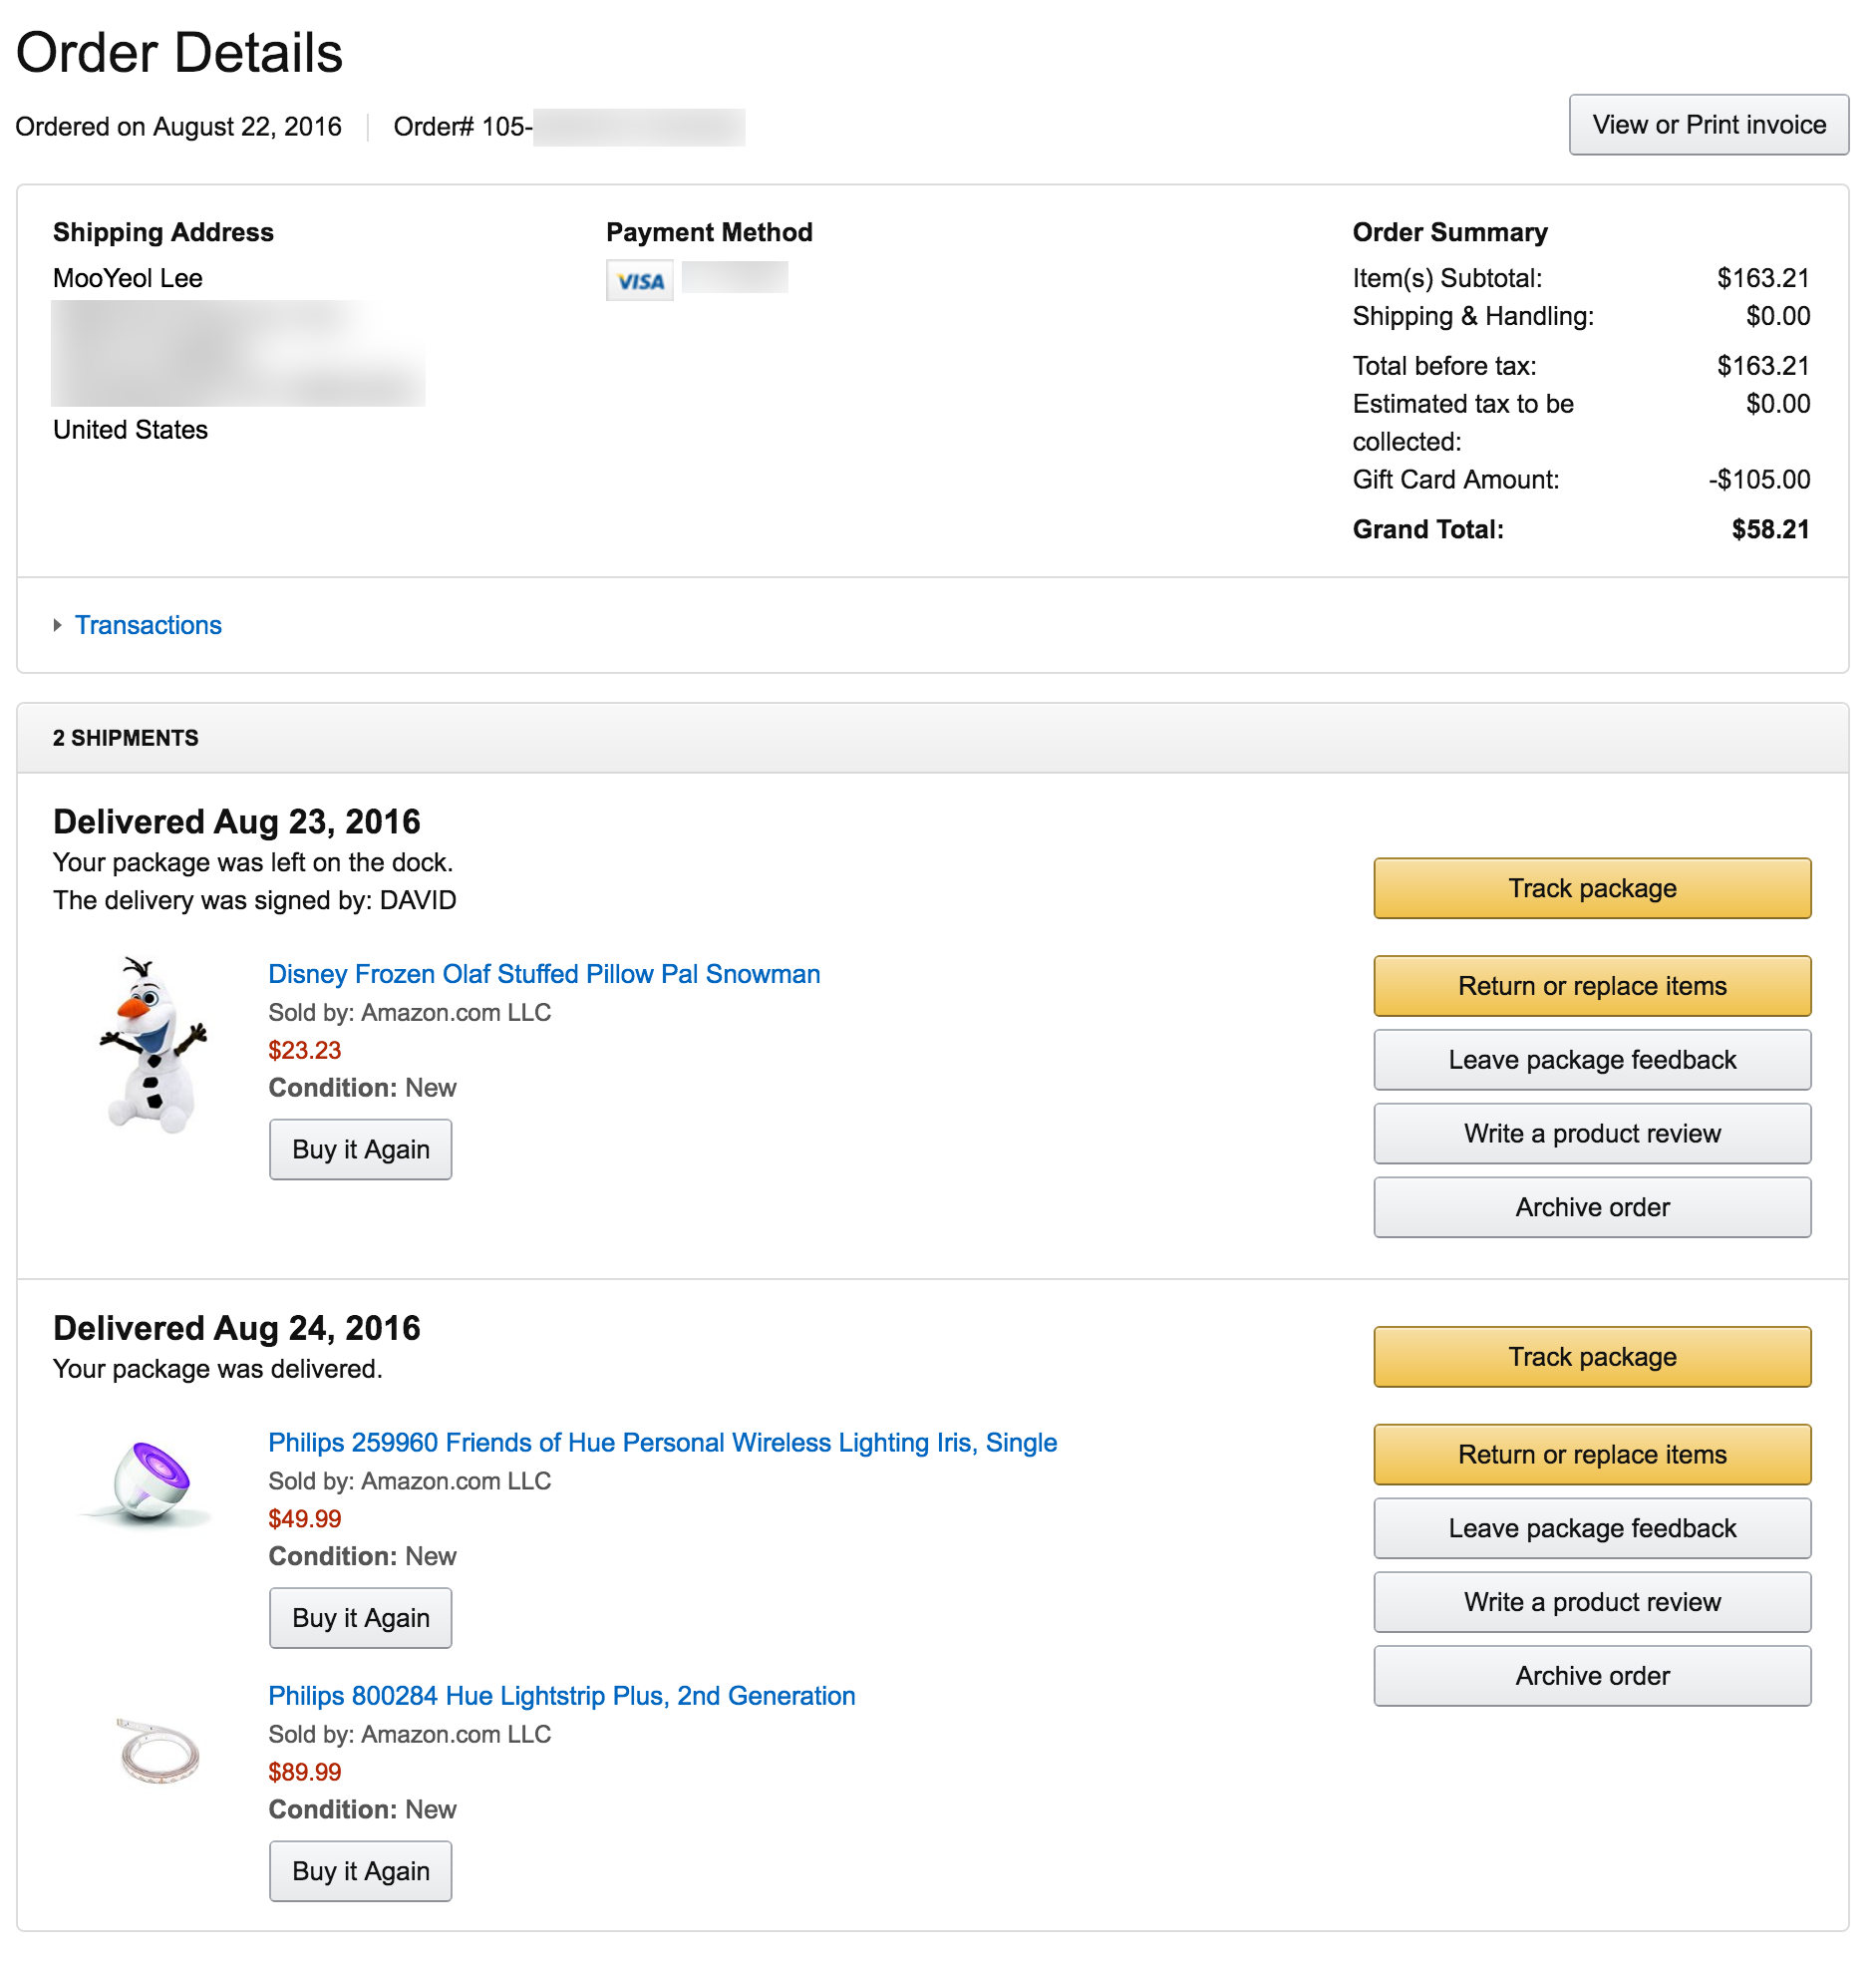 Order Details
Ordered on August 22, 2016
Order# 105-
View or Print invoice
Shipping Address
MooYeol Lee
United States
Payment Method
VISA
Order Summary
Item(s) Subtotal: $163.21
Shipping & Handling: $0.00
Total before tax: $163.21
Estimated tax to be $0.00
collected:
Gift Card Amount: -$105.00
Grand Total: $58.21
Transactions
2 SHIPMENTS
Delivered Aug 23, 2016
Your package was left on the dock.
The delivery was signed by: DAVID
Disney Frozen Olaf Stuffed Pillow Pal Snowman
Sold by: Amazon.com LLC
$23.23
Condition: New
Buy it Again
Track package
Return or replace items
Leave package feedback
Write a product review
Archive order
Delivered Aug 24, 2016
Your package was delivered.
Philips 259960 Friends of Hue Personal Wireless Lighting Iris, Single
Sold by: Amazon.com LLC
$49.99
Condition: New
Buy it Again
Philips 800284 Hue Lightstrip Plus, 2nd Generation
Sold by: Amazon.com LLC
$89.99
Condition: New
Buy it Again
Track package
Return or replace items
Leave package feedback
Write a product review
Archive order